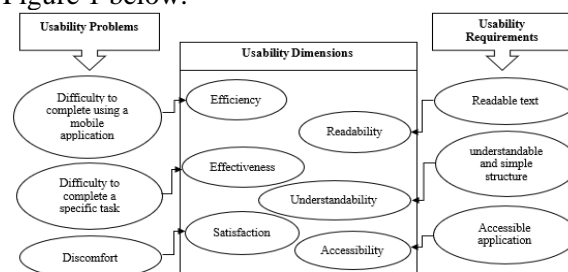 Figure 1 below.
Usability Problems
Difficulty to
complete using a
mobile
application
Difficulty to
complete a
specific task
Discomfort
Usability Dimensions
Efficiency
Readability
Effectiveness
Understandability
Satisfaction
Accessibility
Usability
Requirements
Readable text
understandable
and simple
structure
Accessible
application